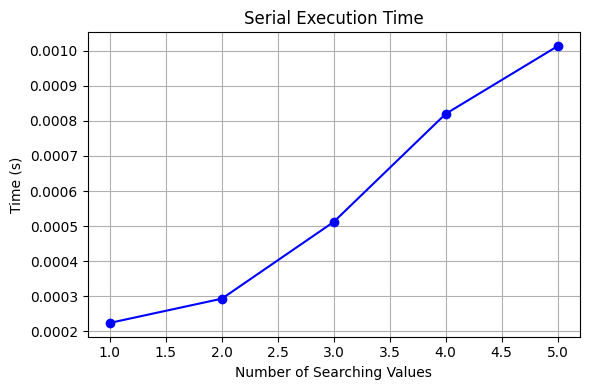 Serial Execution Time
Time (s)
0.0010
0.0009
0.0008
0.0007
0.0006
0.0005
0.0004
0.0003
0.0002
1.0 1.5 2.0 2.5 3.0 3.5 4.0 4.5 5.0
Number of Searching Values